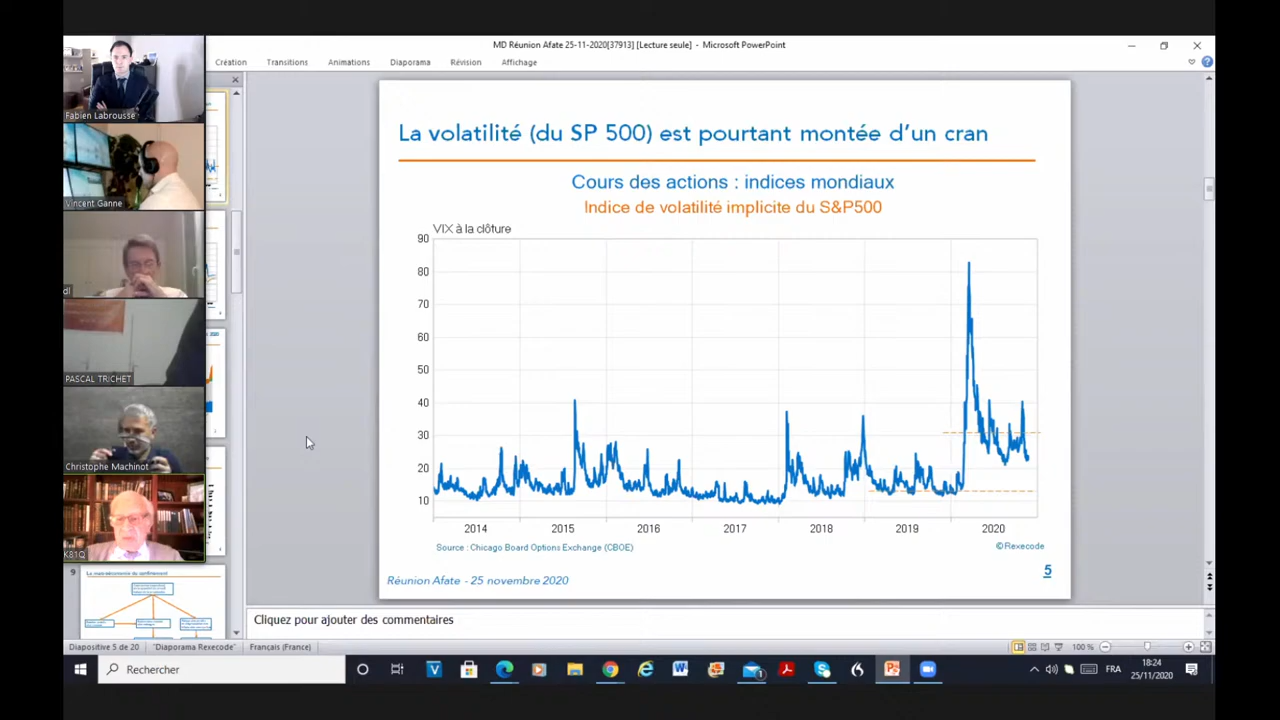 MD Réunion Afate 25-11-2020[37913] [Lecture seule] - Microsoft PowerPoint
Création Transitions Animations Diaporama Révision Affichage
Fabien Labrousse
Vincent Ganne
dl
PASCAL TRICHET
Christophe Machinot
K81Q
La volatilité (du SP 500) est pourtant montée d'un cran
Cours des actions : indices mondiaux
Indice de volatilité implicite du S&P500
VIX à la clôture
90
80
70
60
50
40
30
20
10
2014 2015 2016 2017 2018 2019 2020
Source : Chicago Board Options Exchange (CBOE)
©Rexecode
Réunion Afate - 25 novembre 2020
5
9
Cliquez pour ajouter des commentaires
Diapositive 5 de 20 "Diaporama Rexecode" Français (France) 100 %
Rechercher
FRA
18:24
25/11/2020